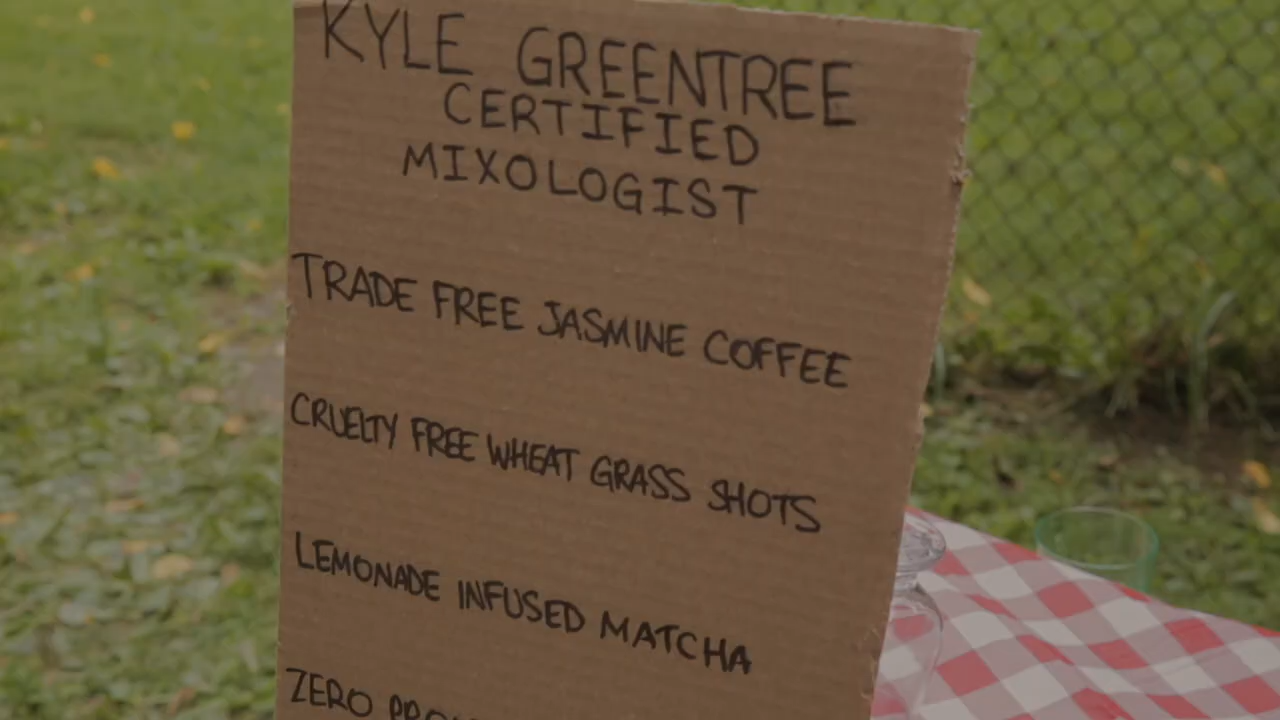 KYLE GREENTREE
CERTIFIED
MIXOLOGIST
TRADE FREE JASMINE COFFEE
CRUELTY FREE WHEAT GRASS SHOTS
LEMONADE INFUSED MATCHA
ZERO